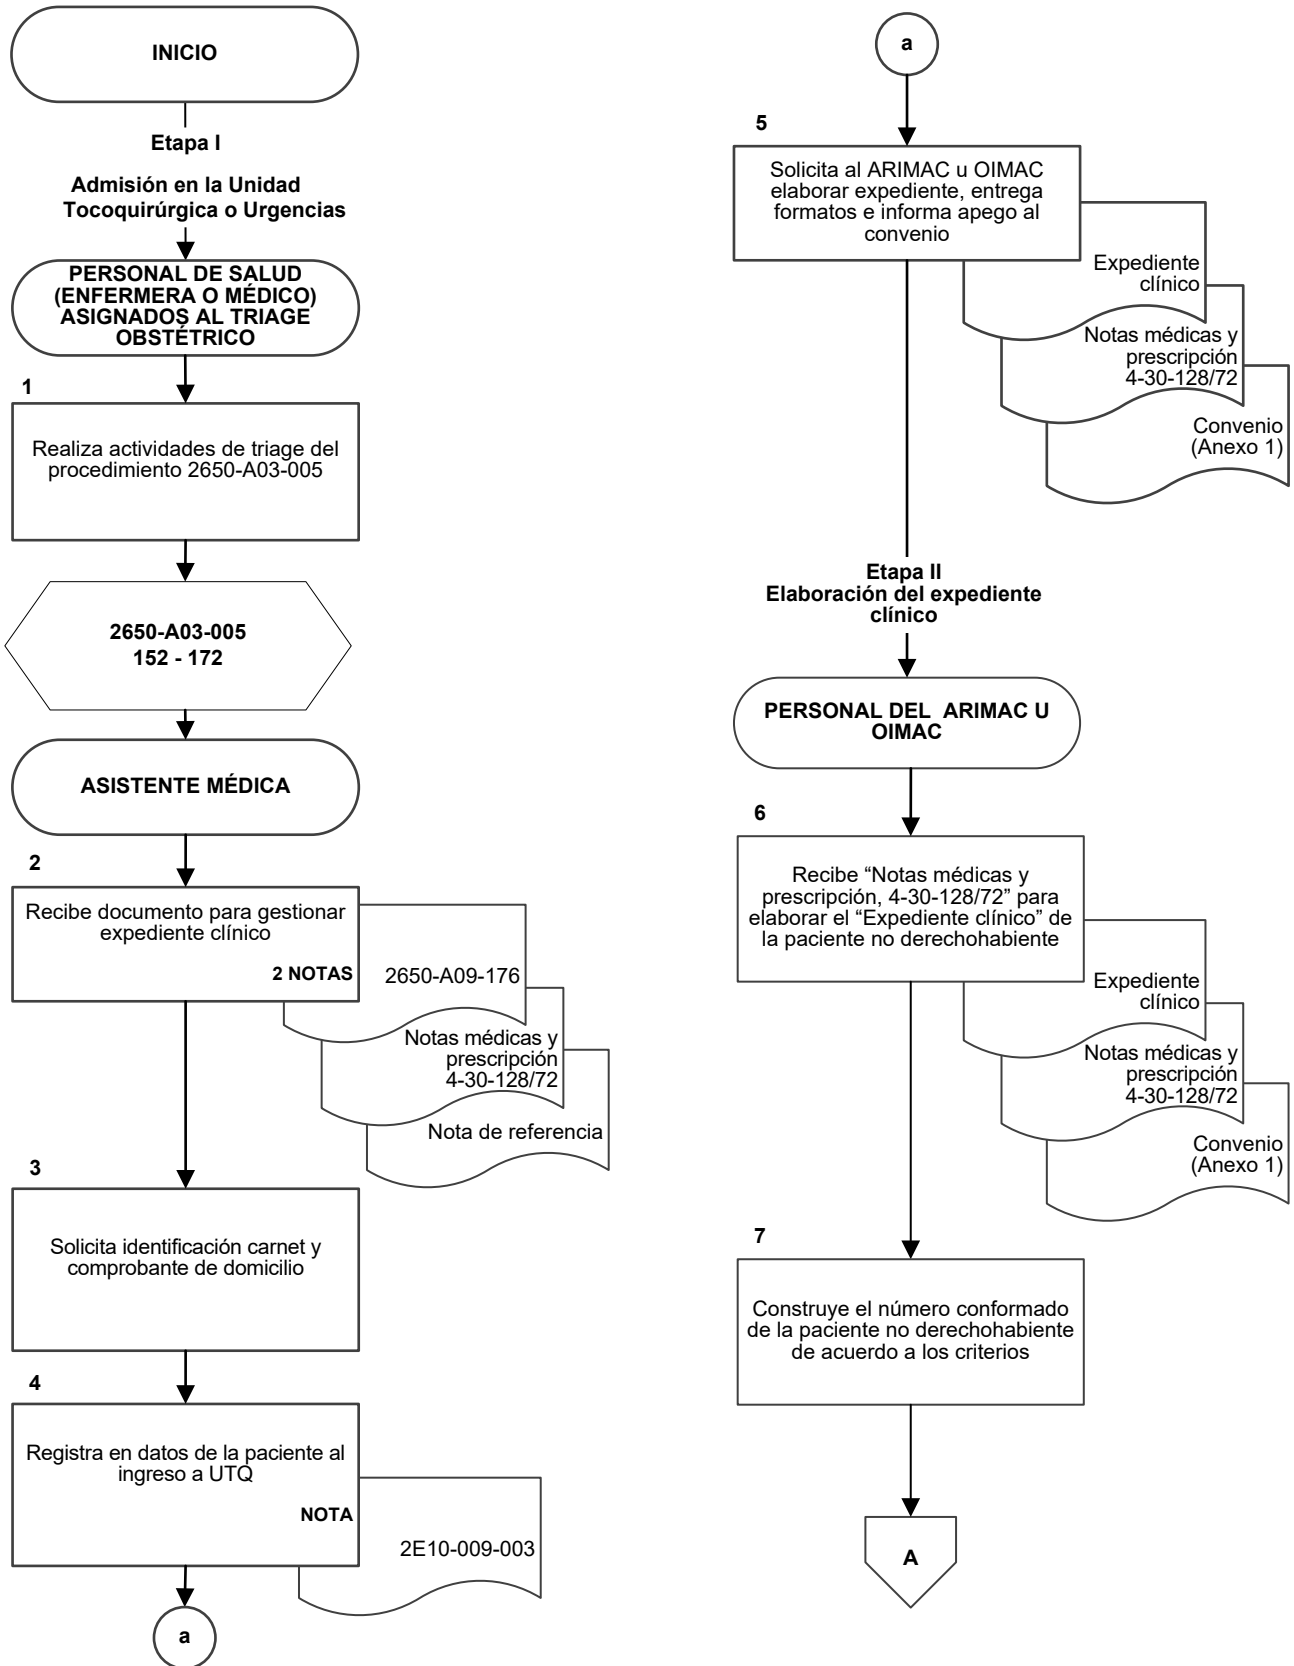 INICIO
Etapa I
Admisión en la Unidad
Tocoquirúrgica o Urgencias
PERSONAL DE SALUD
(ENFERMERA O MÉDICO)
ASIGNADOS AL TRIAGE
OBSTÉTRICO
1
Realiza actividades de triage del
procedimiento 2650-A03-005
2650-A03-005
152 - 172
ASISTENTE MÉDICA
2
Recibe documento para gestionar
expediente clínico
2 NOTAS
2650-A09-176
Notas médicas y
prescripción
4-30-128/72
Nota de referencia
3
Solicita identificación carnet y
comprobante de domicilio
4
Registra en datos de la paciente al
ingreso a UTQ
NOTA
2E10-009-003
a
a
5
Solicita al ARIMAC u OIMAC
elaborar expediente, entrega
formatos e informa apego al
convenio
Expediente
clínico
Notas médicas y
prescripción
4-30-128/72
Convenio
(Anexo 1)
Etapa II
Elaboración del expediente
clínico
PERSONAL DEL ARIMAC U
OIMAC
6
Recibe “Notas médicas y
prescripción, 4-30-128/72” para
elaborar el “Expediente clínico” de
la paciente no derechohabiente
Expediente
clínico
Notas médicas y
prescripción
4-30-128/72
Convenio
(Anexo 1)
7
Construye el número conformado
de la paciente no derechohabiente
de acuerdo a los criterios
A